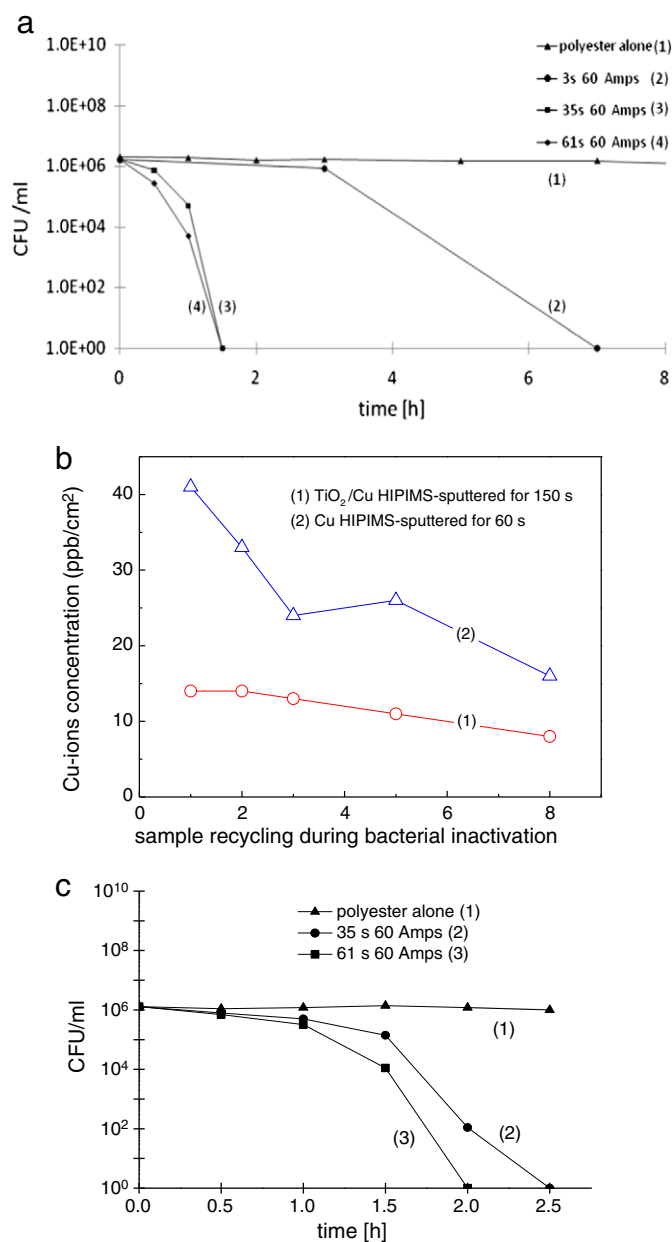 a
1.0E+10
1.0E+08
1.0E+06
1.0E+04
1.0E+02
1.0E+00
CFU /ml
polyester alone (1)
3s 60 Amps (2)
35s 60 Amps (3)
61s 60 Amps (4)
(1)
(2)
(4)
(3)
0
2
4
6
8
time [h]
b
40
30
20
10
0
Cu-ions concentration (ppb/cm²)
(1) TiO₂/Cu HIPIMS-sputtered for 150 s
(2) Cu HIPIMS-sputtered for 60 s
(2)
(1)
0
2
4
6
8
sample recycling during bacterial inactivation
c
10¹⁰
10⁸
10⁶
10⁴
10²
10⁰
CFU/ml
polyester alone (1)
35 s 60 Amps (2)
61 s 60 Amps (3)
(1)
(2)
(3)
0.0
0.5
1.0
1.5
2.0
2.5
time [h]